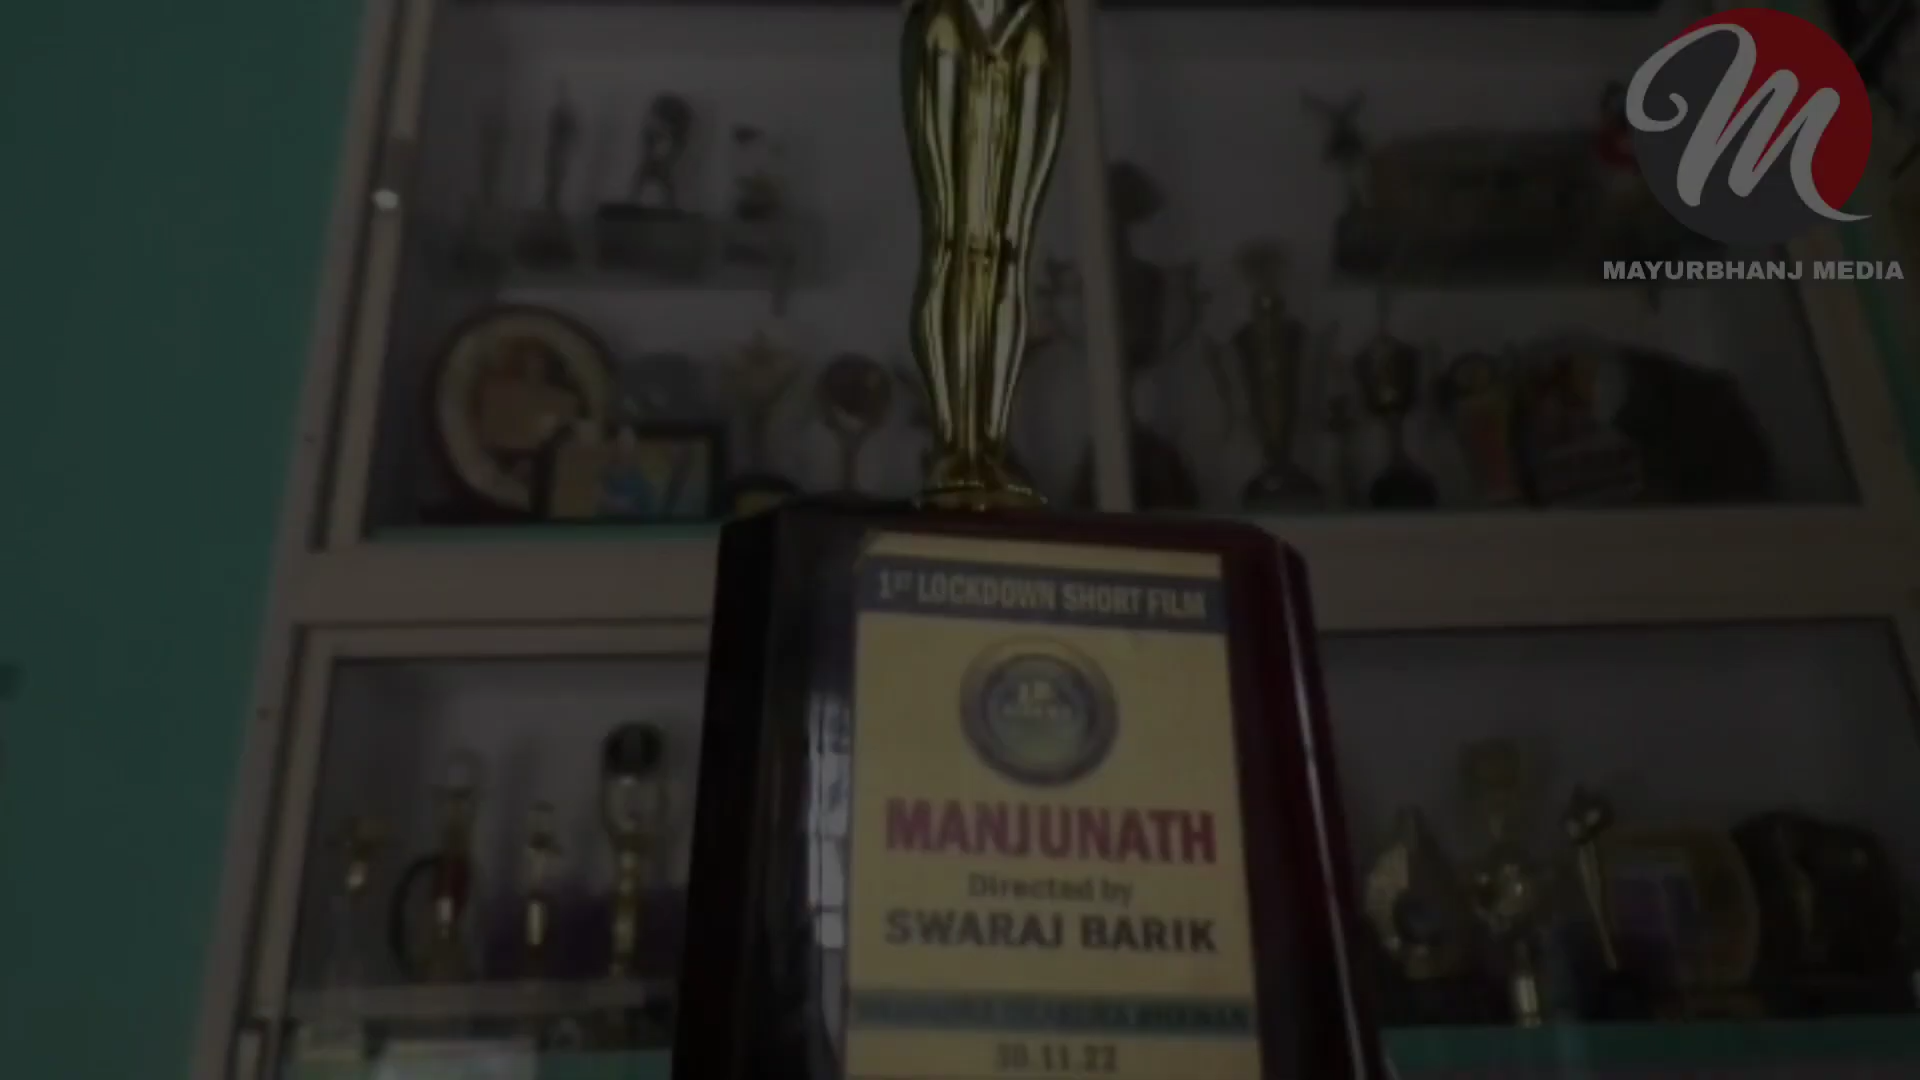 MAYURBHANJ MEDIA
1ST LOCKDOWN SHORT FILM
MANJUNATH
Directed by
SWARAJ BARIK
30.11.22